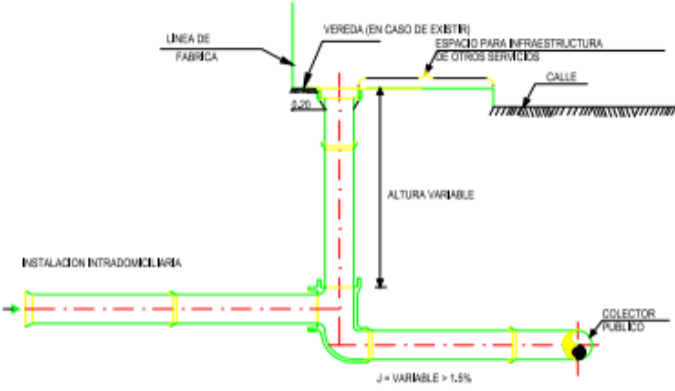 LÍNEA DE
FABRICA
VEREDA (EN CASO DE EXISTIR)
ESPACIO PARA INFRAESTRUCTURA
DE OTROS SERVICIOS
CALLE
0.20
ALTURA VARIABLE
INSTALACION INTRADOMICILIARIA
COLECTOR
PUBLICO
J = VARIABLE > 1.5%